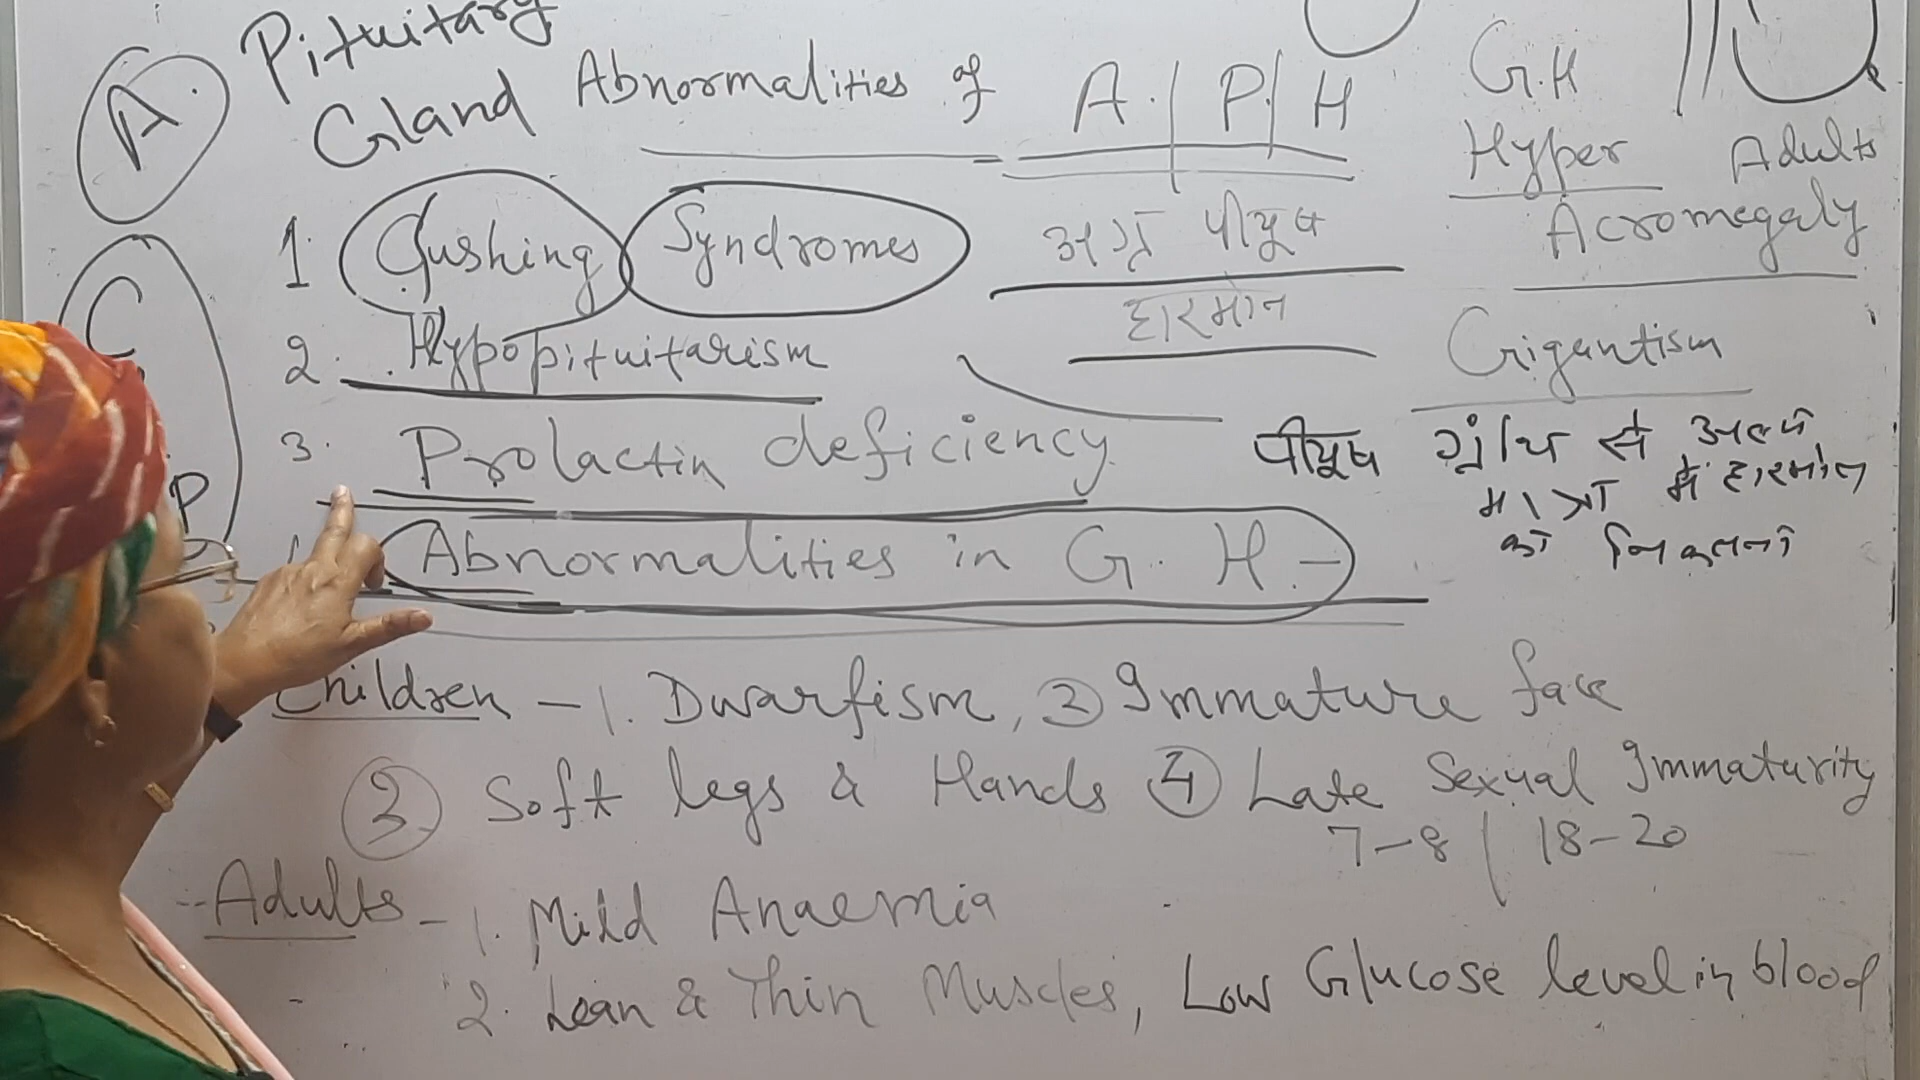 A. Pituitary
Gland Abnormalities of A. | P. | H
1. Cushing Syndromes
अग्र पीयूष
हारमोन
2. Hypopituitarism
3. Prolactin deficiency
Abnormalities in G. H. -
G.H
Hyper Adults
Acromegaly
Gigantism
पीयूष ग्रंथि से अल्प
मात्रा में हारमोन
का निकलना
Children - 1. Dwarfism, 2 Immature face
3 Soft legs & Hands 4 Late Sexual Immaturity
7-8 | 18-20
Adults - 1. Mild Anaemia
2. Lean & Thin Muscles, Low Glucose level in blood
C
P